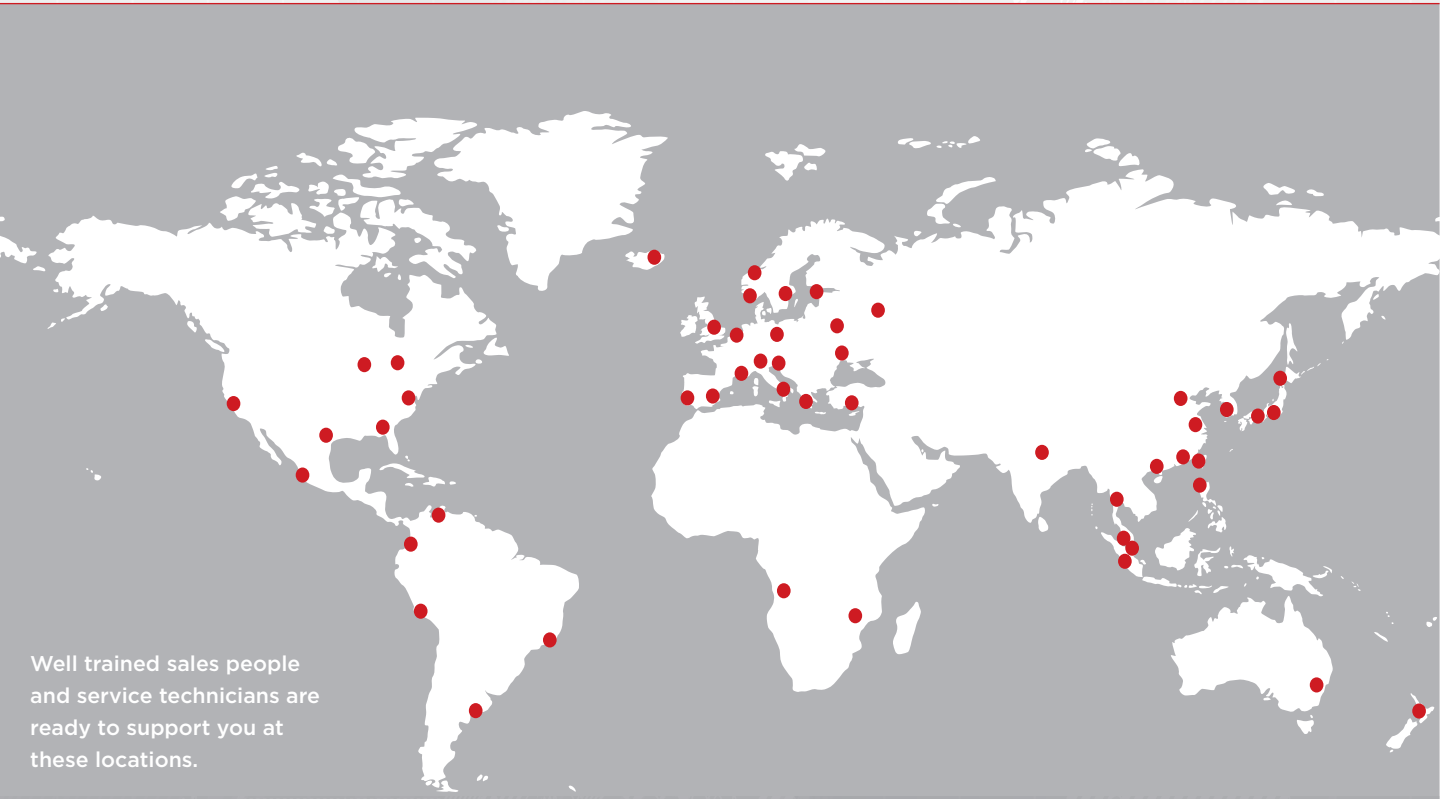 Well trained sales people
and service technicians are
ready to support you at
these locations.